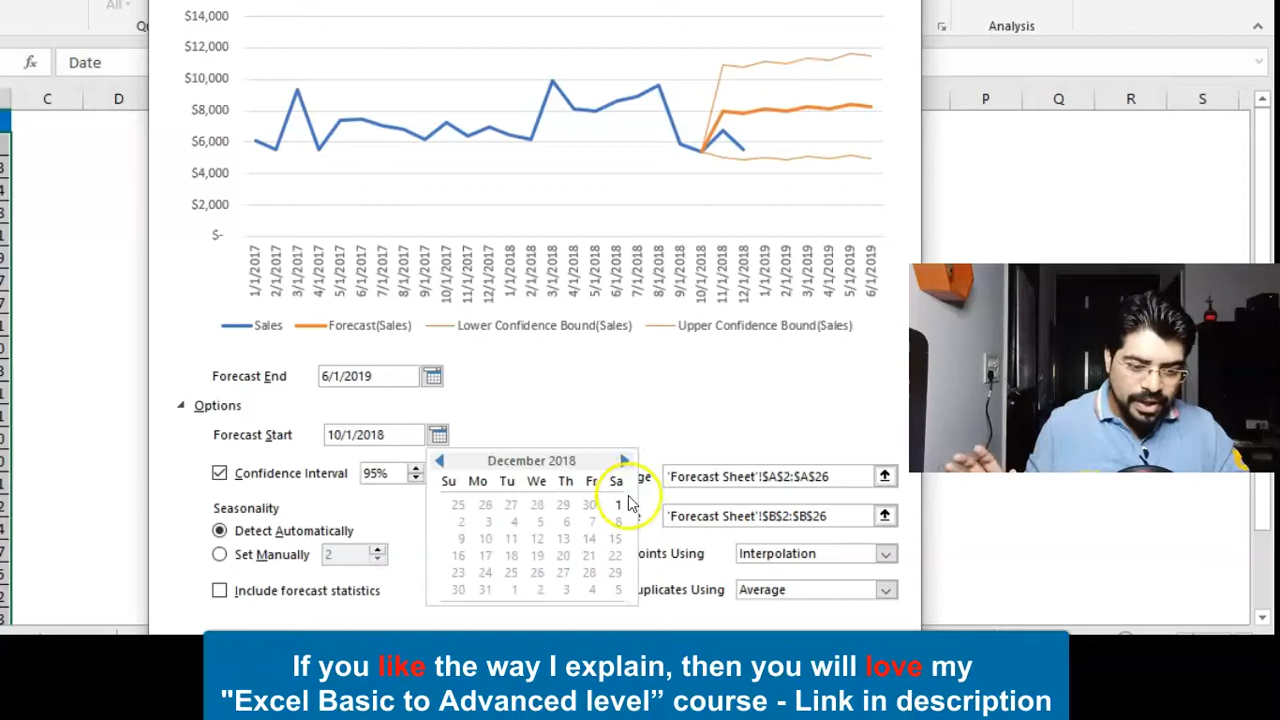 All
$14,000
Qu
Analysis
$12,000
fx
Date
$10,000
C
D
P
Q
R
S
$8,000
$6,000
$4,000
$2,000
$-
1/1/2017
2/1/2017
3/1/2017
4/1/2017
5/1/2017
6/1/2017
7/1/2017
8/1/2017
9/1/2017
10/1/2017
11/1/2017
12/1/2017
1/1/2018
2/1/2018
3/1/2018
4/1/2018
5/1/2018
6/1/2018
7/1/2018
8/1/2018
9/1/2018
10/1/2018
11/1/2018
12/1/2018
1/1/2019
2/1/2019
3/1/2019
4/1/2019
5/1/2019
6/1/2019
Sales
Forecast(Sales)
Lower Confidence Bound(Sales)
Upper Confidence Bound(Sales)
Forecast End
6/1/2019
Options
Forecast Start
10/1/2018
December 2018
Su Mo Tu We Th Fr Sa
25 26 27 28 29 30 1
2 3 4 5 6 7 8
9 10 11 12 13 14 15
16 17 18 19 20 21 22
23 24 25 26 27 28 29
30 31 1 2 3 4 5
Confidence Interval
95%
ge
'Forecast Sheet'!$A$2:$A$26
Seasonality
'Forecast Sheet'!$B$2:$B$26
Detect Automatically
Set Manually
2
oints Using
Interpolation
Include forecast statistics
uplicates Using
Average
If you like the way I explain, then you will love my
"Excel Basic to Advanced level” course - Link in description